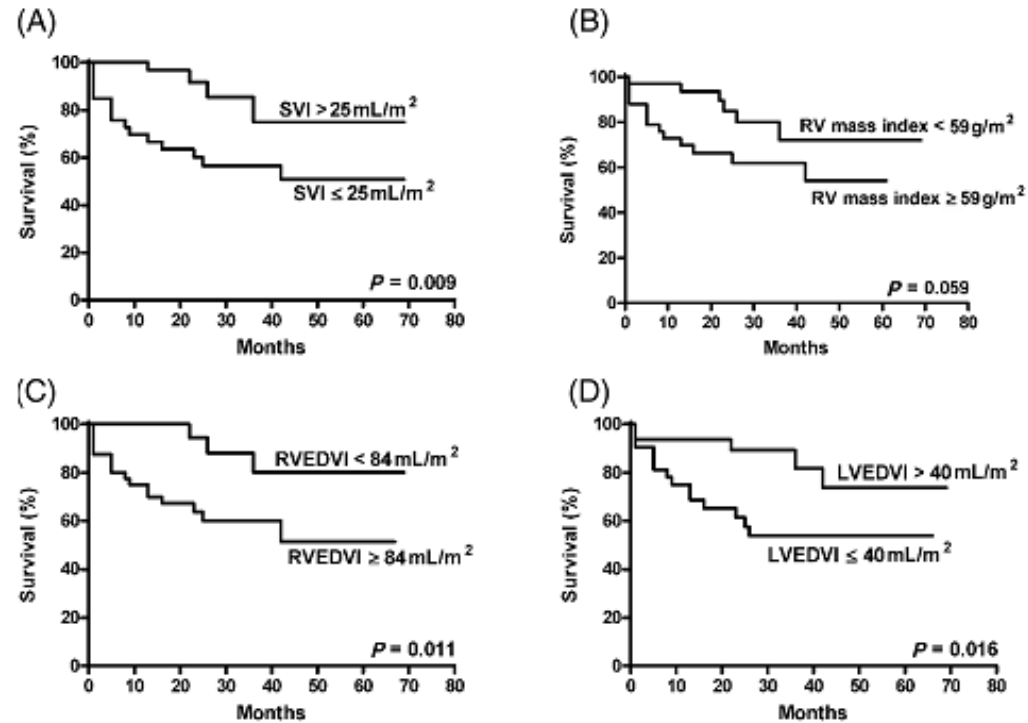 (A)
100
80
60
40
20
0
Survival (%)
SVI > 25 mL/m²
SVI ≤ 25 mL/m²
P = 0.009
0 10 20 30 40 50 60 70 80
Months
(B)
100
80
60
40
20
0
Survival (%)
RV mass index < 59 g/m²
RV mass index ≥ 59 g/m²
P = 0.059
0 10 20 30 40 50 60 70 80
Months
(C)
100
80
60
40
20
0
Survival (%)
RVEDVI < 84 mL/m²
RVEDVI ≥ 84 mL/m²
P = 0.011
0 10 20 30 40 50 60 70 80
Months
(D)
100
80
60
40
20
0
Survival (%)
LVEDVI > 40 mL/m²
LVEDVI ≤ 40 mL/m²
P = 0.016
0 10 20 30 40 50 60 70 80
Months